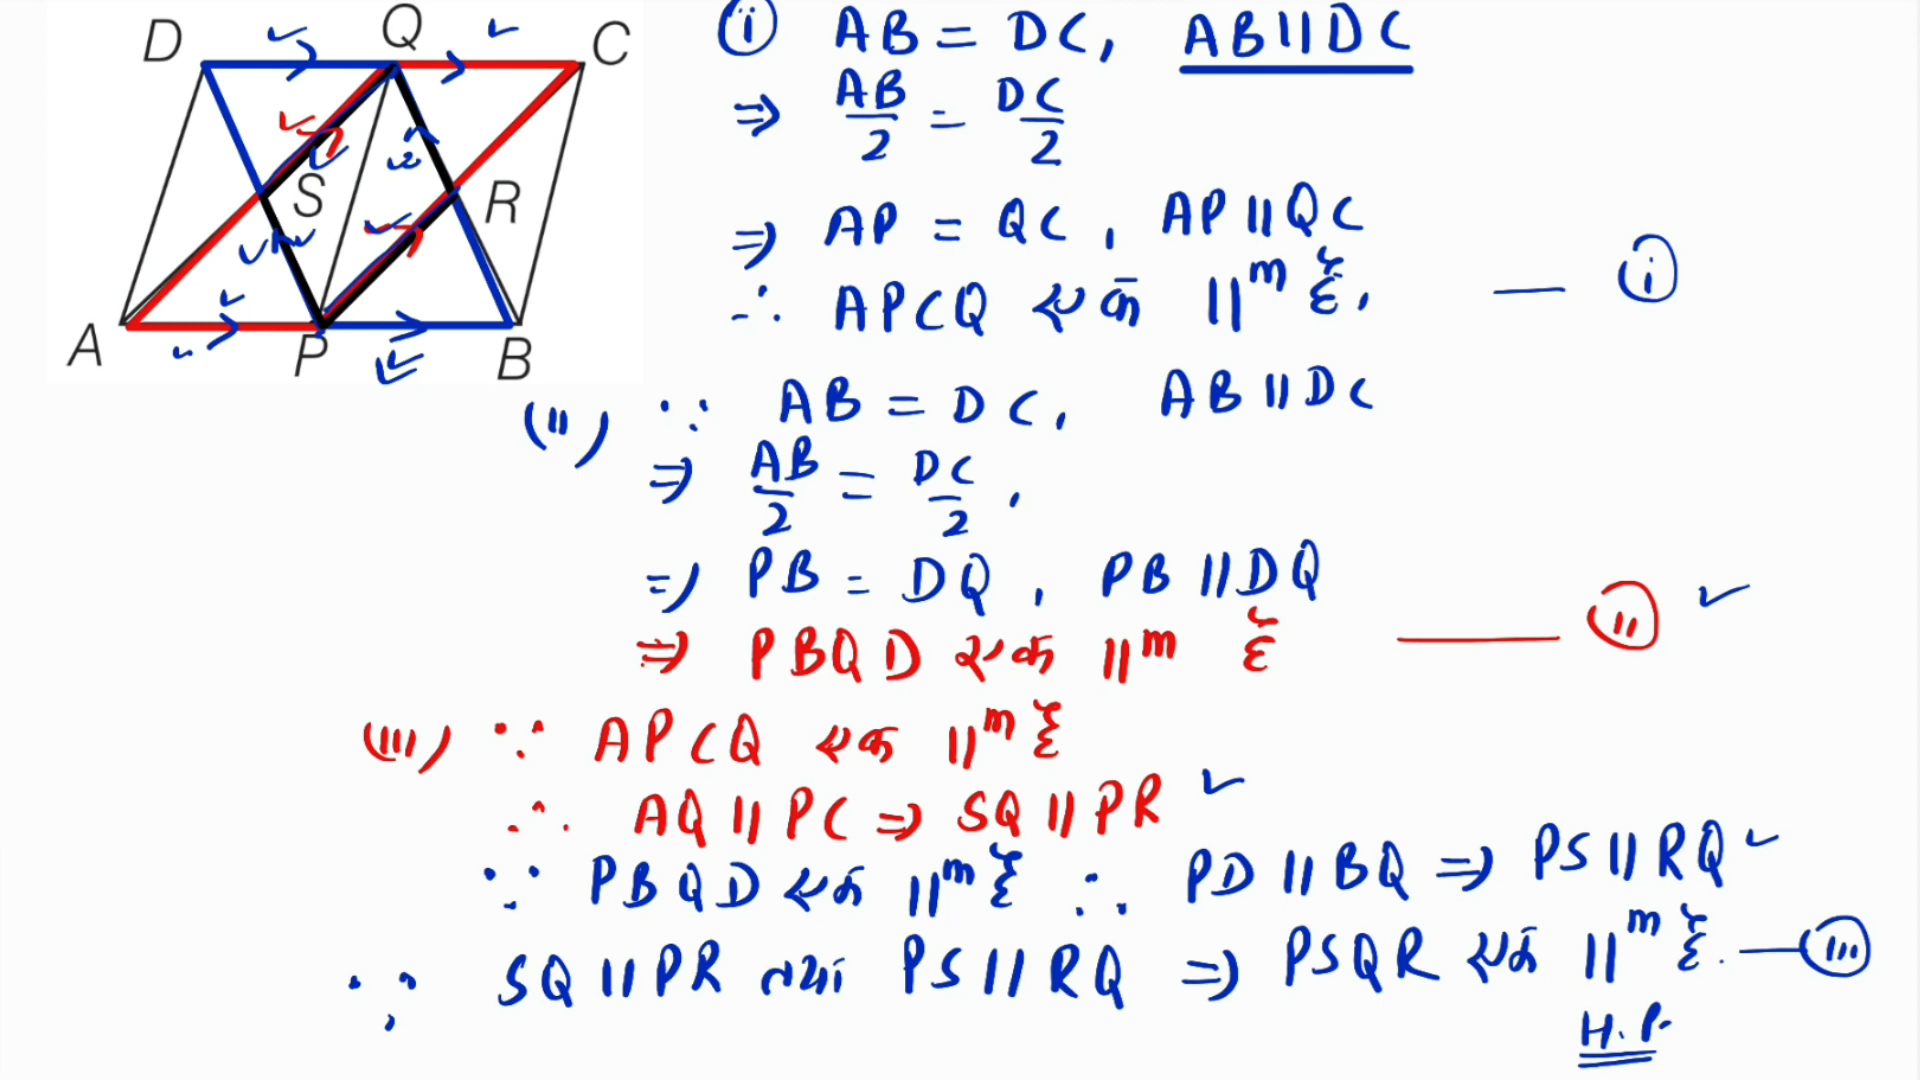 D Q C
S R
A P B
(i) AB = DC, AB || DC
⇒ AB/2 = DC/2
⇒ AP = QC, AP || QC
∴ APCQ एक ||ᵐ है, — (i)
(ii) ∵ AB = DC, AB || DC
⇒ AB/2 = DC/2,
⇒ PB = DQ, PB || DQ
⇒ PBQD एक ||ᵐ है — (ii)
(iii) ∵ APCQ एक ||ᵐ है
∴ AQ || PC ⇒ SQ || PR
∵ PBQD एक ||ᵐ है ∴ PD || BQ ⇒ PS || RQ
∵ SQ || PR तथा PS || RQ ⇒ PSQR एक ||ᵐ है. — (iii)
H.P.